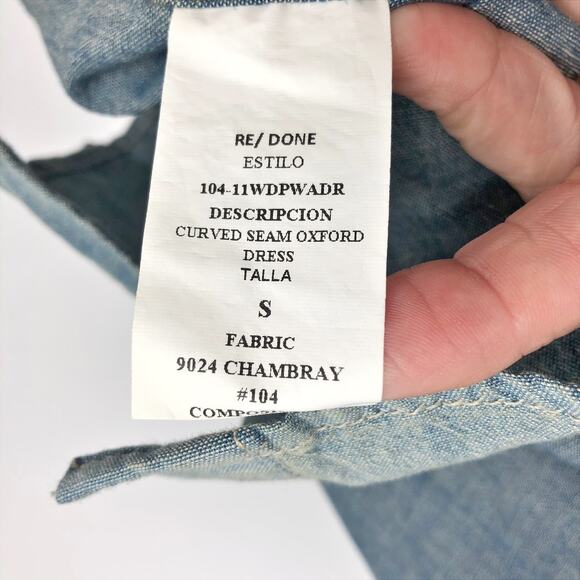 RE/ DONE
ESTILO
104-11WDPWADR
DESCRIPCION
CURVED SEAM OXFORD
DRESS
TALLA
S
FABRIC
9024 CHAMBRAY
#104